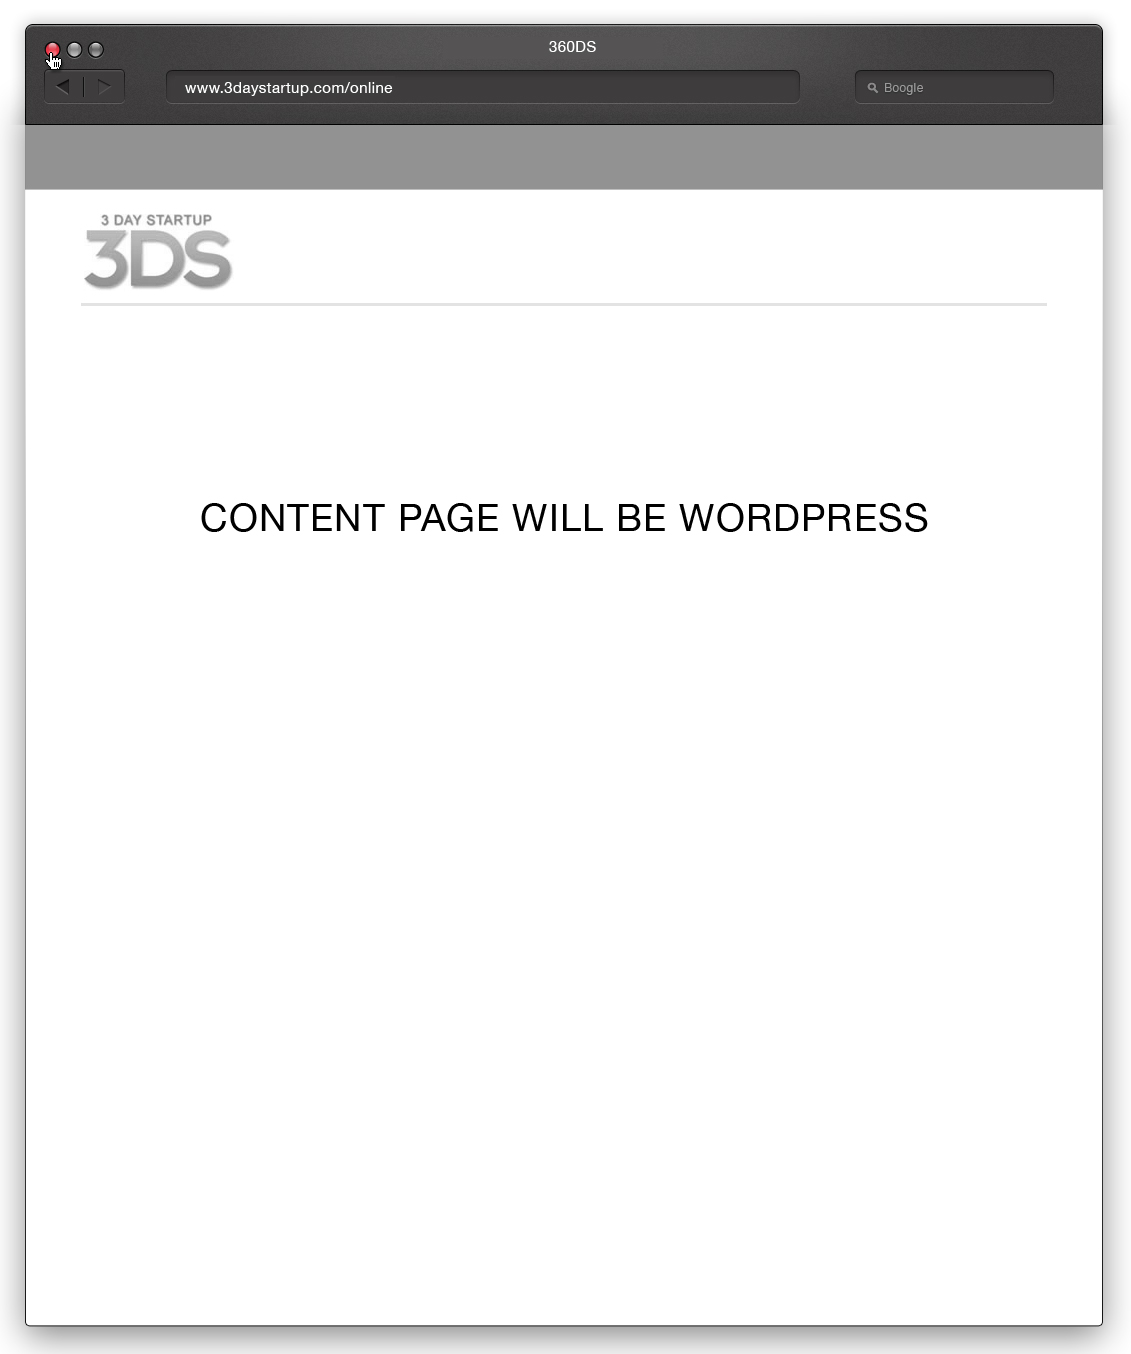 360DS
www.3daystartup.com/online
Boogle
3 DAY STARTUP
3DS
CONTENT PAGE WILL BE WORDPRESS